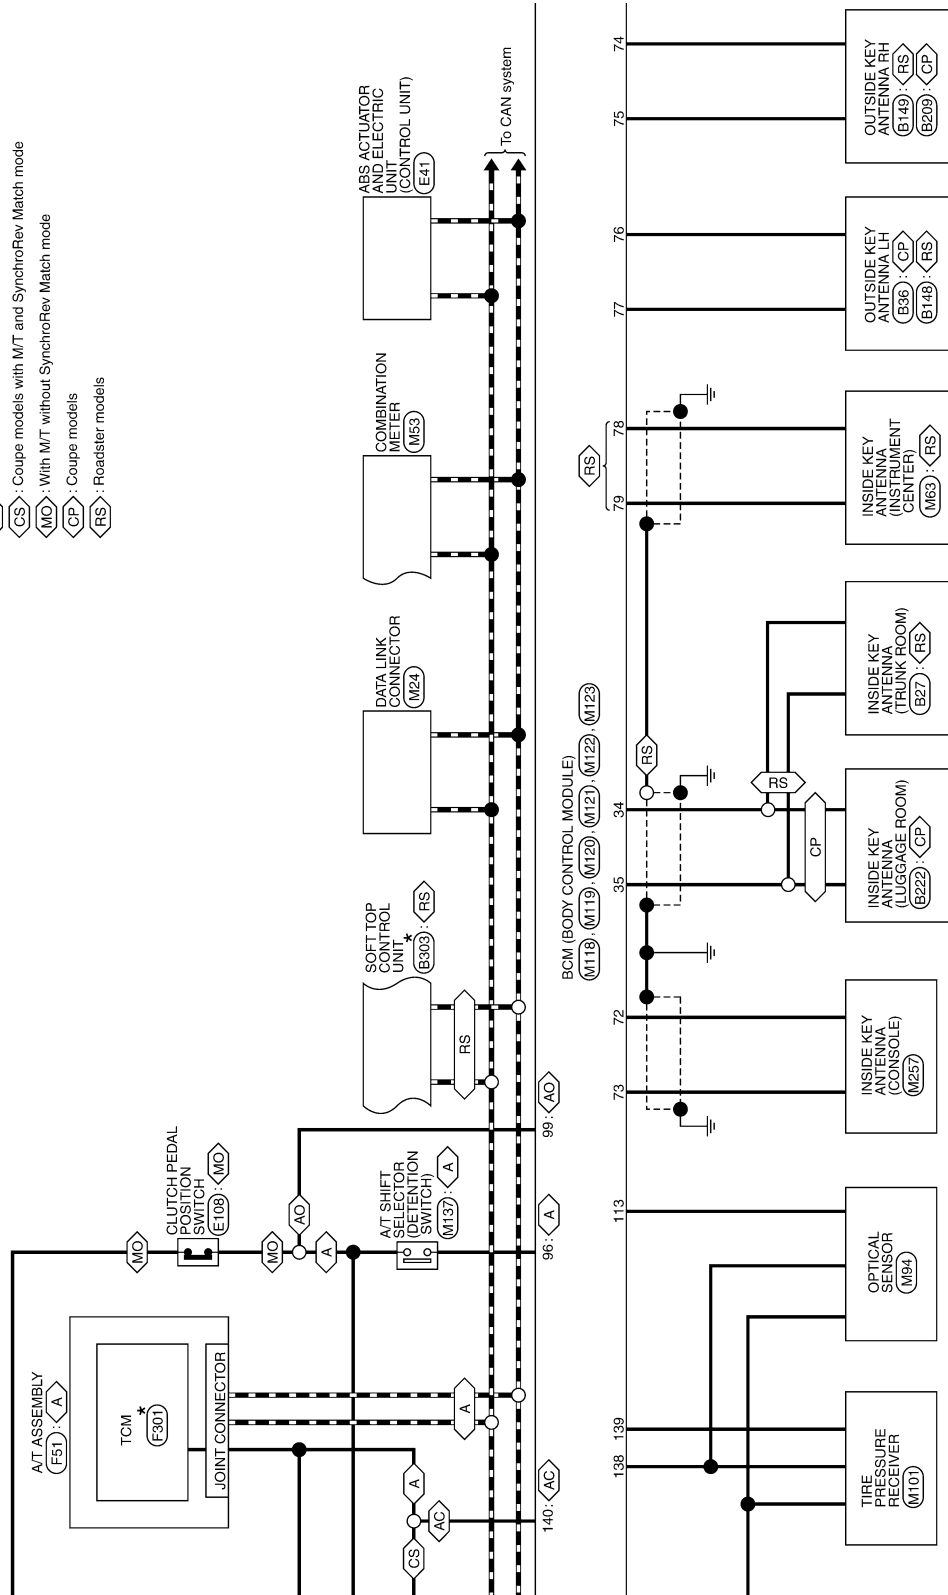 CS : Coupe models with M/T and SynchroRev Match mode
MO : With M/T without SynchroRev Match mode
CP : Coupe models
RS : Roadster models
A/T ASSEMBLY
F51 : A
TCM
*
F301
JOINT CONNECTOR
MO
CLUTCH PEDAL
POSITION
SWITCH
E108 : MO
MO
AO
A
A/T SHIFT
SELECTOR
(DETENTION
SWITCH)
M137 : A
SOFT TOP
CONTROL
UNIT *
B303 : RS
RS
DATA LINK
CONNECTOR
M24
COMBINATION
METER
M53
ABS ACTUATOR
AND ELECTRIC
UNIT
(CONTROL UNIT)
E41
To CAN system
A
A
CS
AC
140 : AC
96 : A
99 : AO
BCM (BODY CONTROL MODULE)
M118 , M119 , M120 , M121 , M122 , M123
138
139
113
73
72
35
34
79
78
77
76
75
74
RS
RS
RS
CP
TIRE
PRESSURE
RECEIVER
M101
OPTICAL
SENSOR
M94
INSIDE KEY
ANTENNA
(CONSOLE)
M257
INSIDE KEY
ANTENNA
(LUGGAGE ROOM)
B222 : CP
INSIDE KEY
ANTENNA
(TRUNK ROOM)
B27 : RS
INSIDE KEY
ANTENNA
(INSTRUMENT
CENTER)
M63 : RS
OUTSIDE KEY
ANTENNA LH
B36 : CP
B148 : RS
OUTSIDE KEY
ANTENNA RH
B149 : RS
B209 : CP